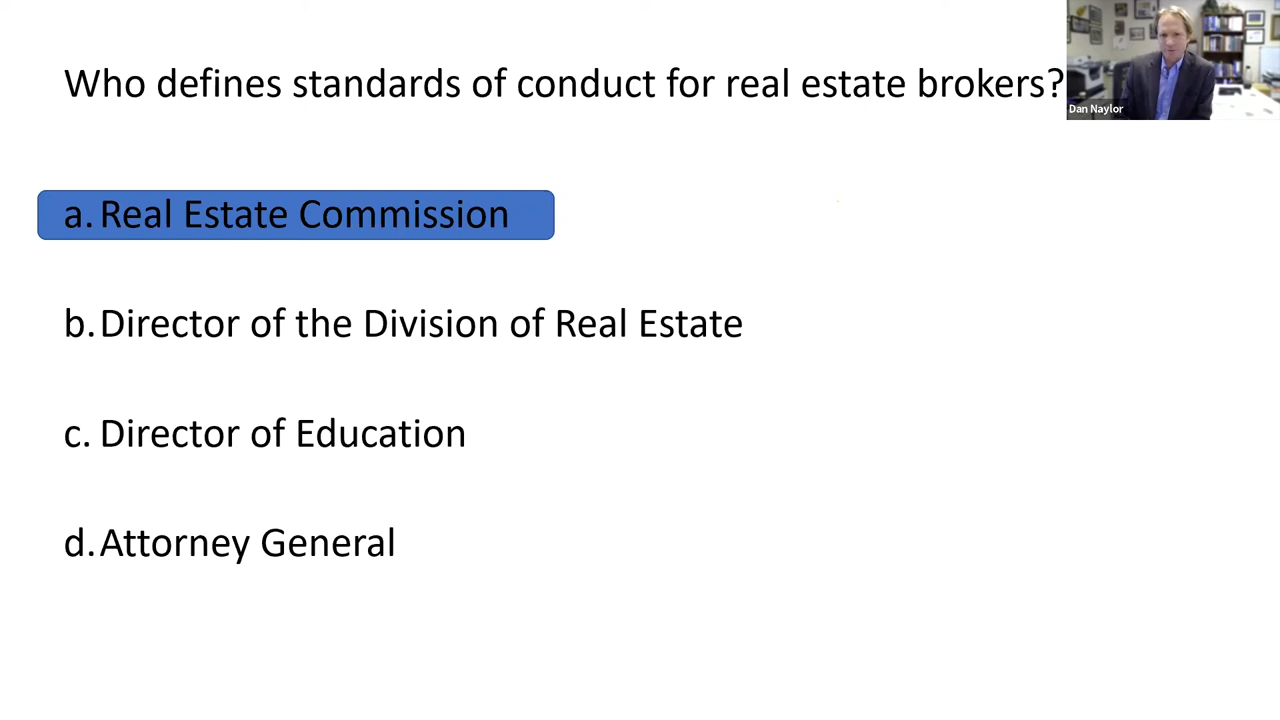 Who defines standards of conduct for real estate brokers?
Dan Naylor
a. Real Estate Commission
b. Director of the Division of Real Estate
c. Director of Education
d. Attorney General